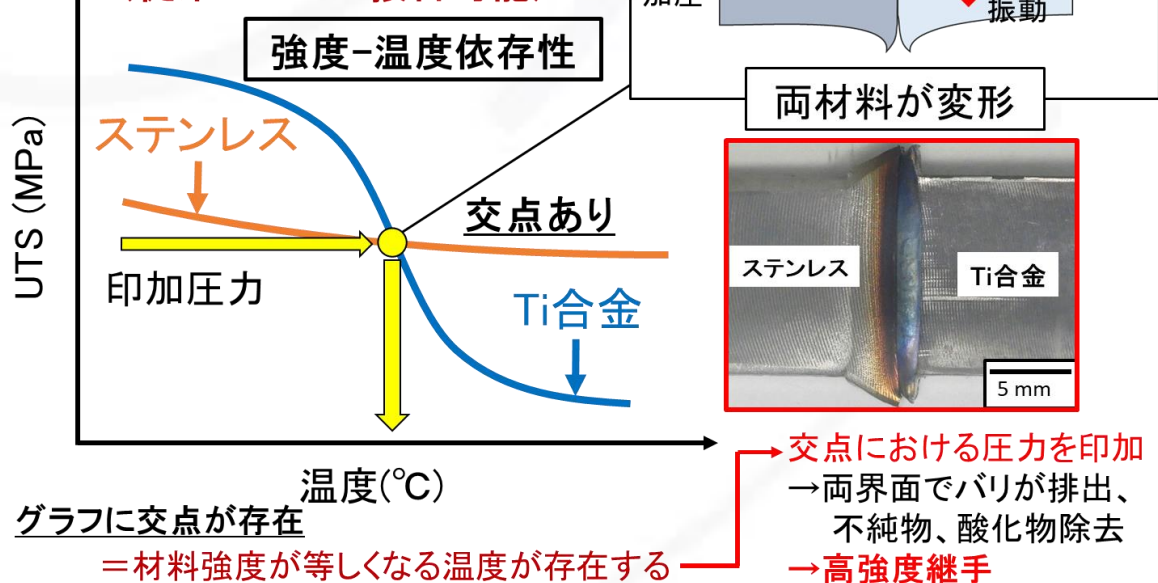 加圧
振動
強度−温度依存性
両材料が変形
ステンレス
交点あり
印加圧力
Ti合金
UTS (MPa)
温度(℃)
ステンレス
Ti合金
5 mm
グラフに交点が存在
＝材料強度が等しくなる温度が存在する
交点における圧力を印加
→両界面でバリが排出、
不純物、酸化物除去
→高強度継手